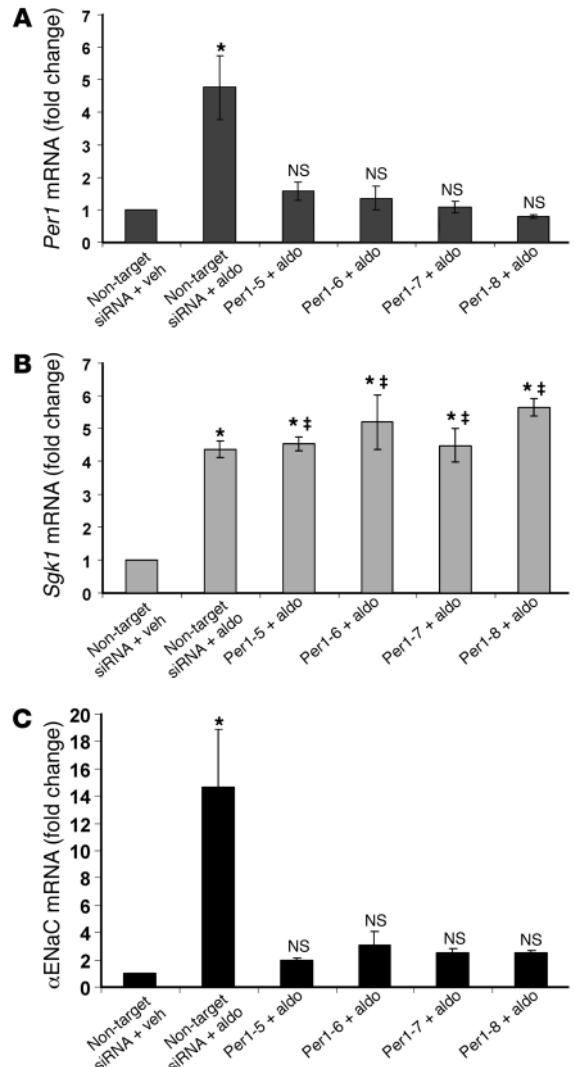 A
Per1 mRNA (fold change)
7
6
5
4
3
2
1
0
*
NS
NS
NS
NS
Non-target
siRNA + veh
Non-target
siRNA + aldo
Per1-5 + aldo
Per1-6 + aldo
Per1-7 + aldo
Per1-8 + aldo
B
Sgk1 mRNA (fold change)
7
6
5
4
3
2
1
0
*
* ‡
* ‡
* ‡
* ‡
Non-target
siRNA + veh
Non-target
siRNA + aldo
Per1-5 + aldo
Per1-6 + aldo
Per1-7 + aldo
Per1-8 + aldo
C
αENaC mRNA (fold change)
20
18
16
14
12
10
8
6
4
2
0
*
NS
NS
NS
NS
Non-target
siRNA + veh
Non-target
siRNA + aldo
Per1-5 + aldo
Per1-6 + aldo
Per1-7 + aldo
Per1-8 + aldo